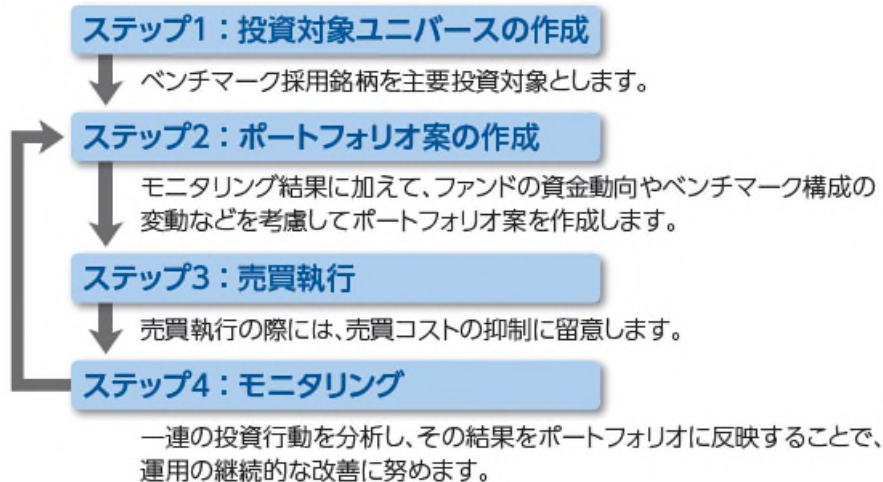 ステップ1：投資対象ユニバースの作成
ベンチマーク採用銘柄を主要投資対象とします。
ステップ2：ポートフォリオ案の作成
モニタリング結果に加えて、ファンドの資金動向やベンチマーク構成の
変動などを考慮してポートフォリオ案を作成します。
ステップ3：売買執行
売買執行の際には、売買コストの抑制に留意します。
ステップ4：モニタリング
一連の投資行動を分析し、その結果をポートフォリオに反映することで、
運用の継続的な改善に努めます。